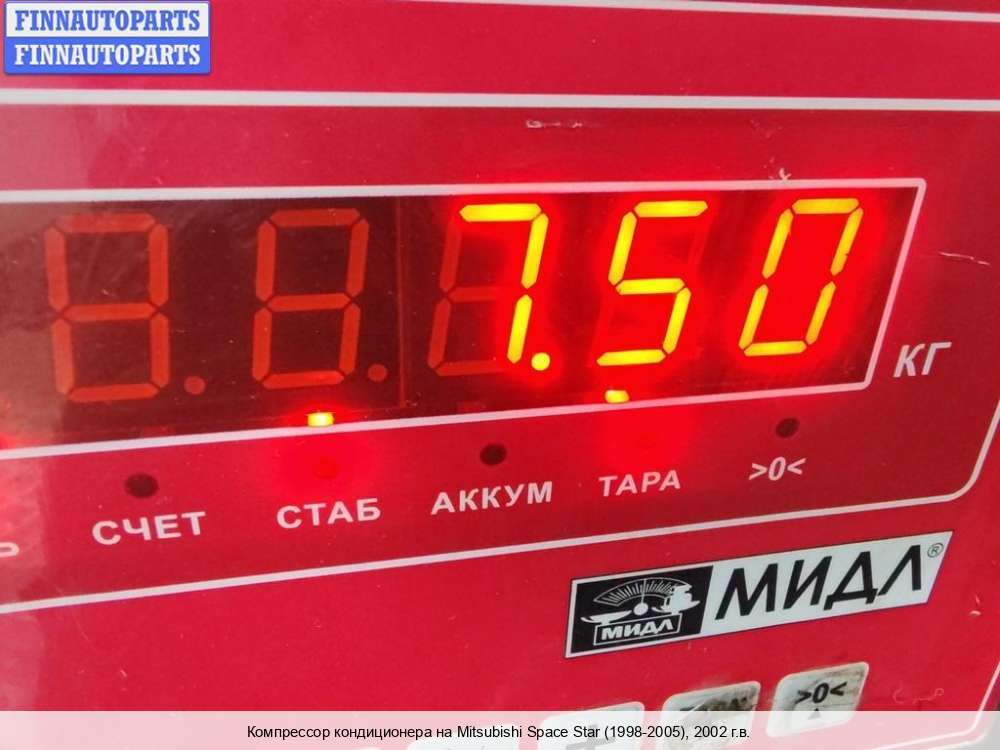 FINNAUTOPARTS
FINNAUTOPARTS
7.50
КГ
СЧЕТ СТАБ АККУМ ТАРА >0<
МИДЛ®
МИДЛ
>0<
Компрессор кондиционера на Mitsubishi Space Star (1998-2005), 2002 г.в.